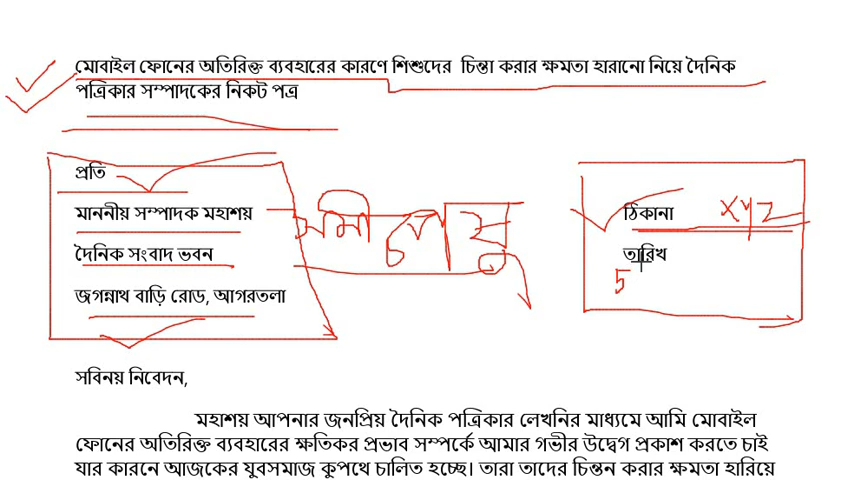 মোবাইল ফোনের অতিরিক্ত ব্যবহারের কারণে শিশুদের চিন্তা করার ক্ষমতা হারানো নিয়ে দৈনিক
পত্রিকার সম্পাদকের নিকট পত্র
প্রতি
মাননীয় সম্পাদক মহাশয়
দৈনিক সংবাদ ভবন
জগন্নাথ বাড়ি রোড, আগরতলা
ঠিকানা XYZ
তারিখ
5
সবিনয় নিবেদন,
মহাশয় আপনার জনপ্রিয় দৈনিক পত্রিকার লেখনির মাধ্যমে আমি মোবাইল
ফোনের অতিরিক্ত ব্যবহারের ক্ষতিকর প্রভাব সম্পর্কে আমার গভীর উদ্বেগ প্রকাশ করতে চাই
যার কারনে আজকের যুবসমাজ কুপথে চালিত হচ্ছে। তারা তাদের চিন্তন করার ক্ষমতা হারিয়ে